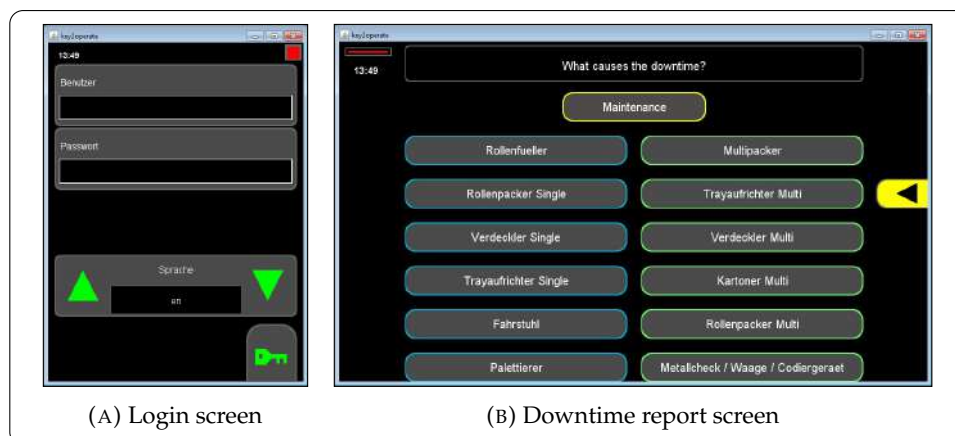 key2operate
13:49
Benutzer
Passwort
Sprache
en
(A) Login screen
key2operate
13:49
What causes the downtime?
Maintenance
Rollenfueller
Multipacker
Rollenpacker Single
Trayaufrichter Multi
Verdeckler Single
Verdeckler Multi
Trayaufrichter Single
Kartoner Multi
Fahrstuhl
Rollenpacker Multi
Palettierer
Metallcheck / Waage / Codiergeraet
(B) Downtime report screen